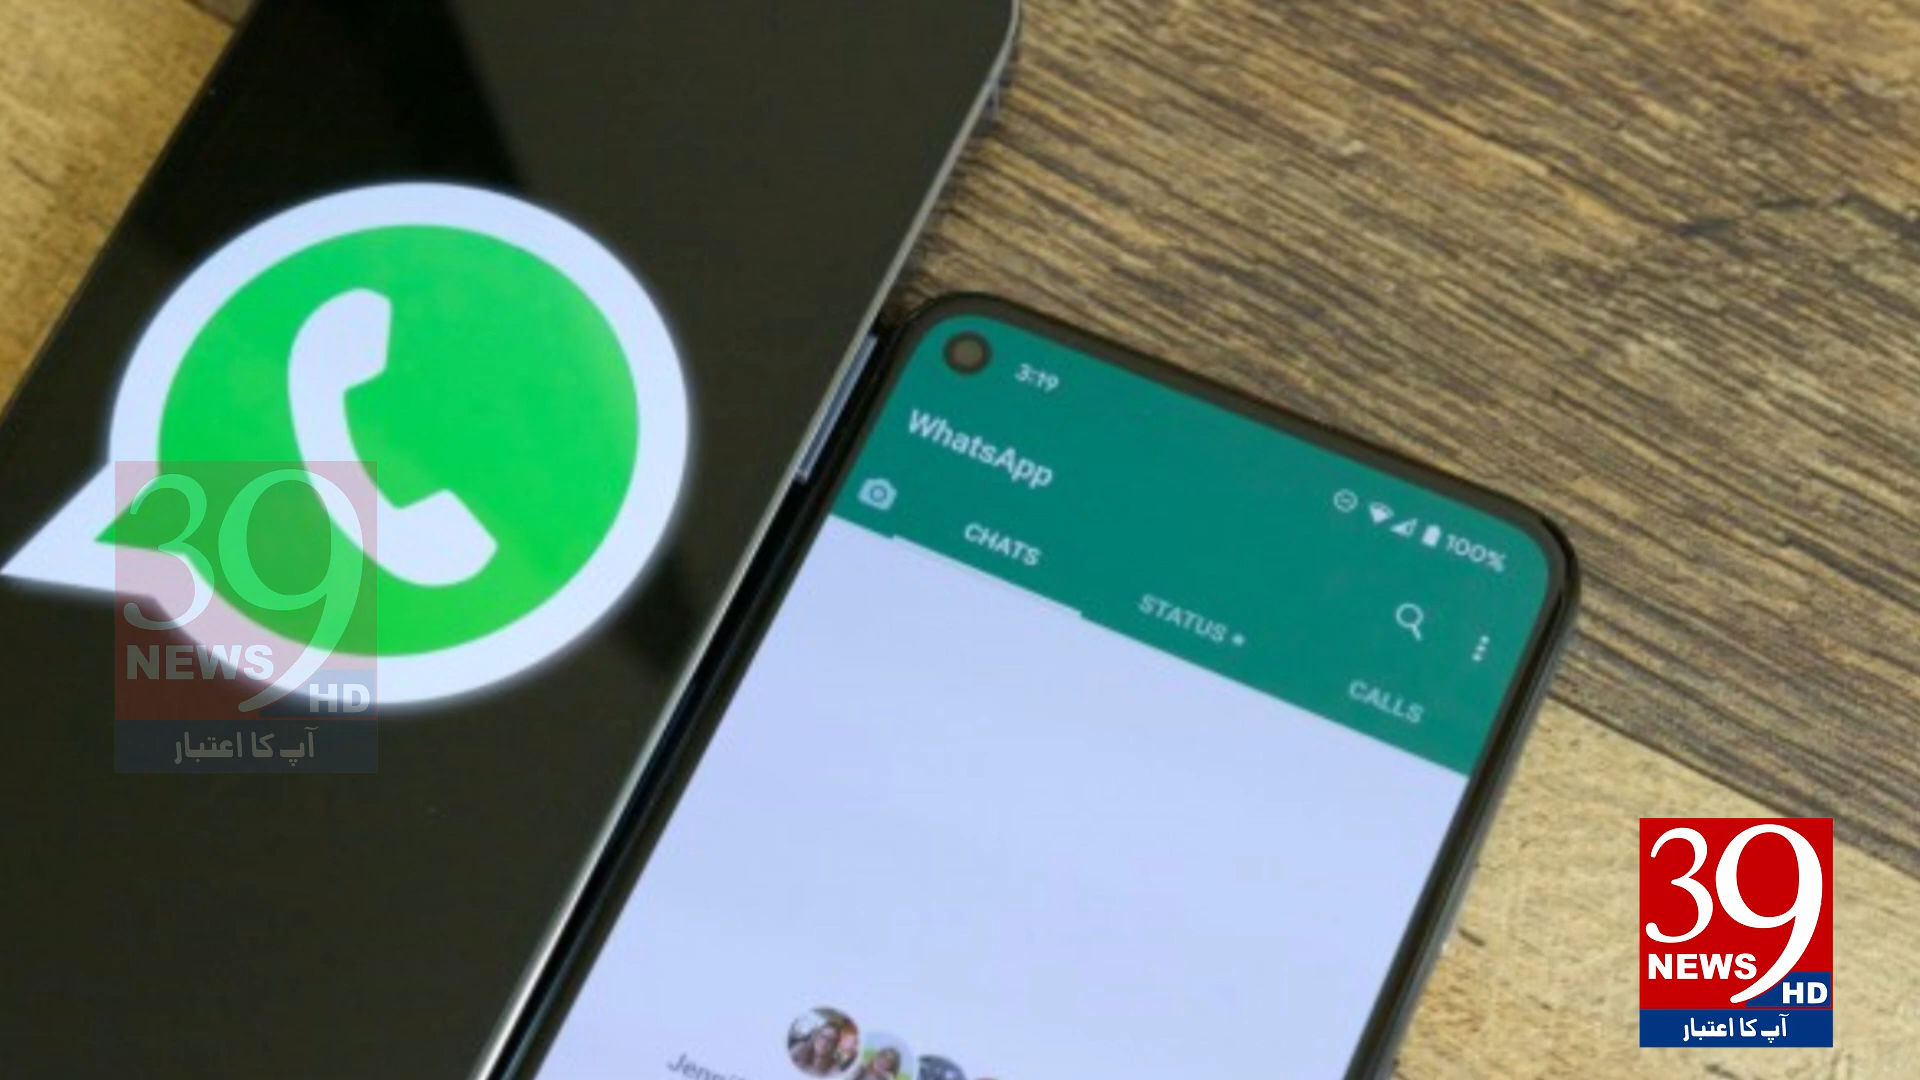 3:19
100%
WhatsApp
CHATS
STATUS •
CALLS
39
NEWS
HD
آپ کا اعتبار
39
NEWS
HD
آپ کا اعتبار